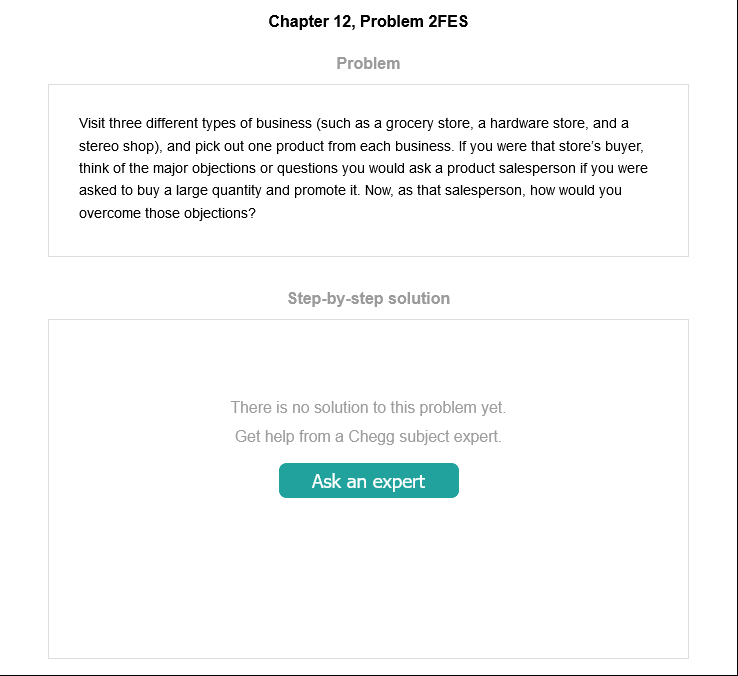 Chapter 12, Problem 2FES
Problem
Visit three different types of business (such as a grocery store, a hardware store, and a
stereo shop), and pick out one product from each business. If you were that store's buyer,
think of the major objections or questions you would ask a product salesperson if you were
asked to buy a large quantity and promote it. Now, as that salesperson, how would you
overcome those objections?
Step-by-step solution
There is no solution to this problem yet.
Get help from a Chegg subject expert.
Ask an expert